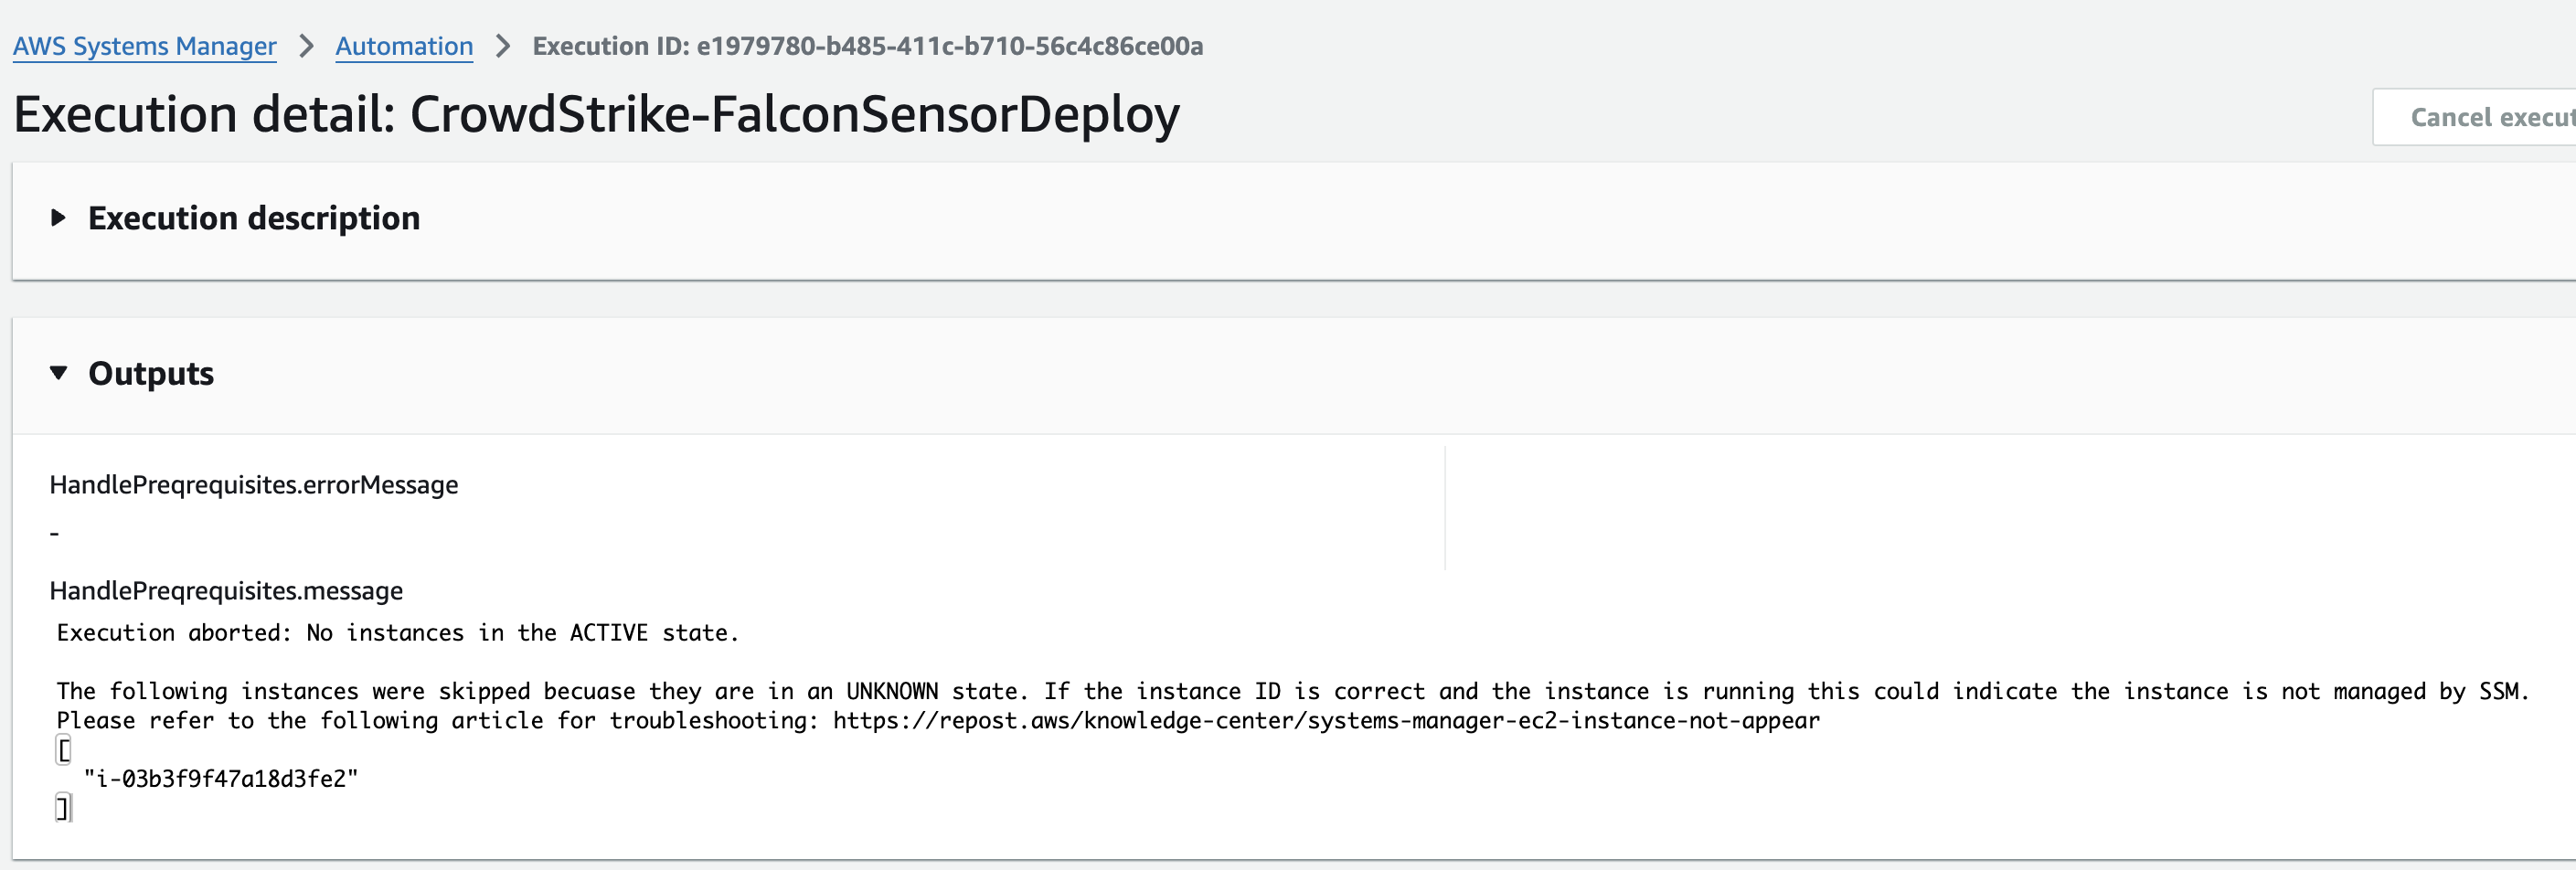 AWS Systems Manager > Automation > Execution ID: e1979780-b485-411c-b710-56c4c86ce00a
Execution detail: CrowdStrike-FalconSensorDeploy
Cancel execut
Execution description
Outputs
HandlePreqrequisites.errorMessage
-
HandlePreqrequisites.message
Execution aborted: No instances in the ACTIVE state.
The following instances were skipped becuase they are in an UNKNOWN state. If the instance ID is correct and the instance is running this could indicate the instance is not managed by SSM.
Please refer to the following article for troubleshooting: https://repost.aws/knowledge-center/systems-manager-ec2-instance-not-appear
[
"i-03b3f9f47a18d3fe2"
]